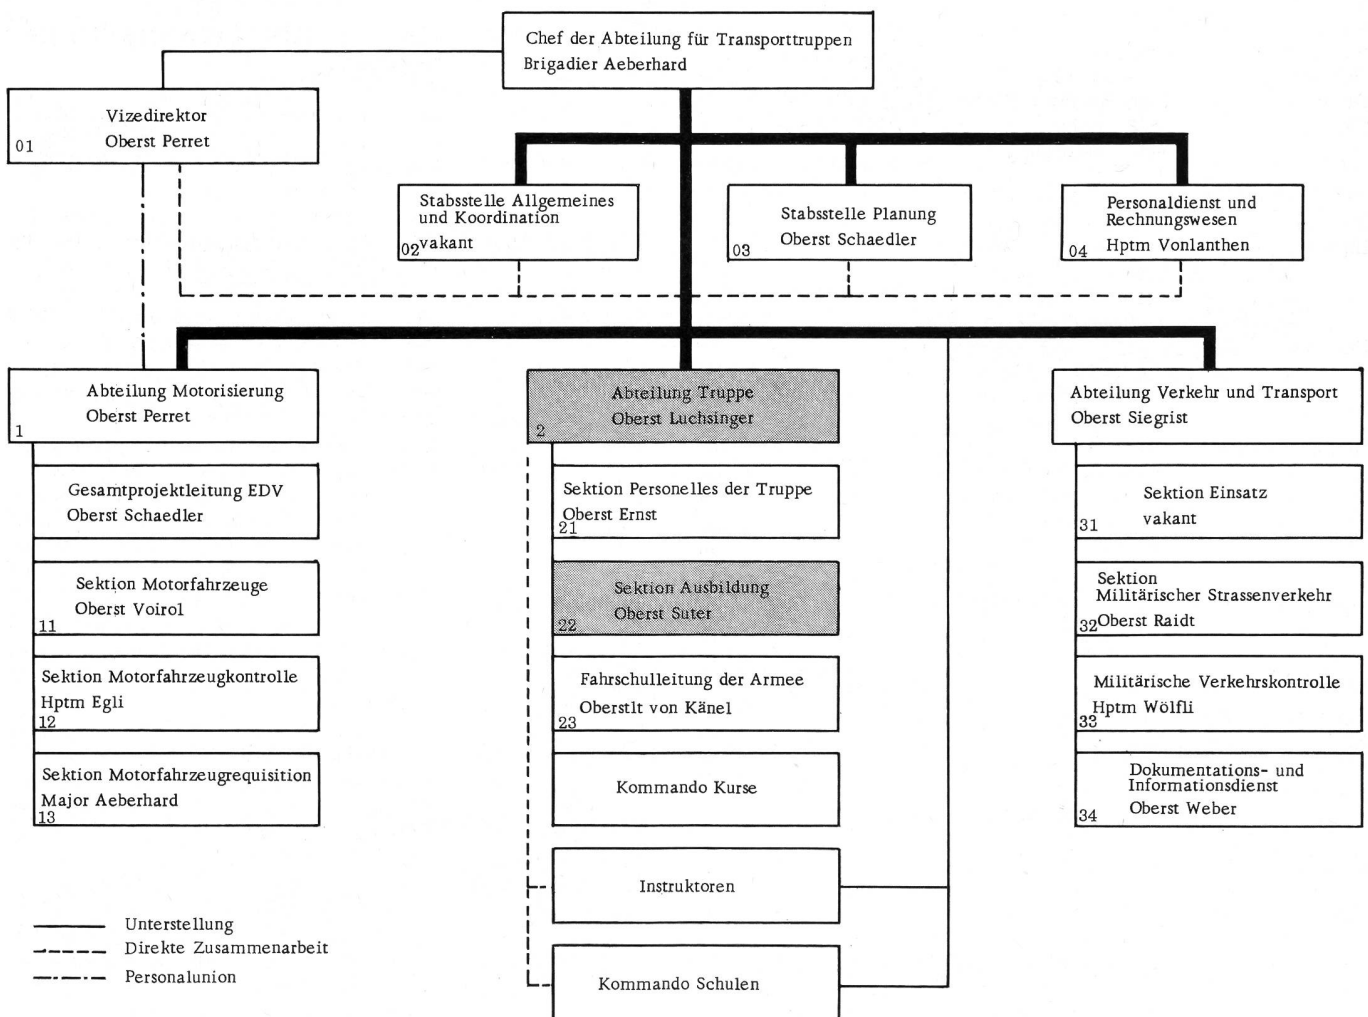 Chef der Abteilung für Transporttruppen
Brigadier Aeberhard
Vizedirektor
Oberst Perret
01
Stabsstelle Allgemeines
und Koordination
vakant
02
Stabsstelle Planung
Oberst Schaedler
03
Personaldienst und
Rechnungswesen
Hptm Vonlanthen
04
Abteilung Motorisierung
Oberst Perret
1
Gesamtprojektleitung EDV
Oberst Schaedler
Sektion Motorfahrzeuge
Oberst Voirol
11
Sektion Motorfahrzeugkontrolle
Hptm Egli
12
Sektion Motorfahrzeugrequisition
Major Aeberhard
13
Abteilung Truppe
Oberst Luchsinger
2
Sektion Personelles der Truppe
Oberst Ernst
21
Sektion Ausbildung
Oberst Suter
22
Fahrschulleitung der Armee
Oberstlt von Känel
23
Kommando Kurse
Instruktoren
Kommando Schulen
Abteilung Verkehr und Transport
Oberst Siegrist
Sektion Einsatz
vakant
31
Sektion
Militärischer Strassenverkehr
Oberst Raidt
32
Militärische Verkehrskontrolle
Hptm Wölfli
33
Dokumentations- und
Informationsdienst
Oberst Weber
34
Unterstellung
Direkte Zusammenarbeit
Personalunion